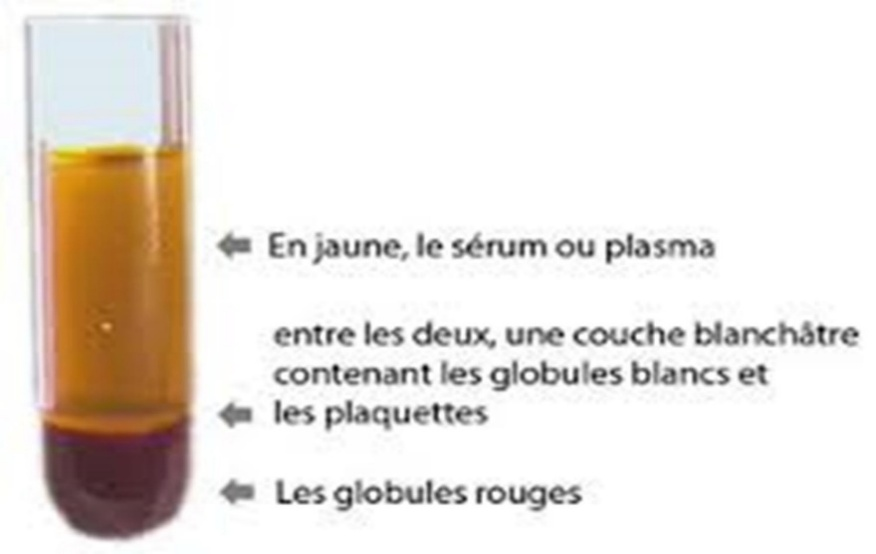 En jaune, le sérum ou plasma
entre les deux, une couche blanchâtre
contenant les globules blancs et
les plaquettes
Les globules rouges